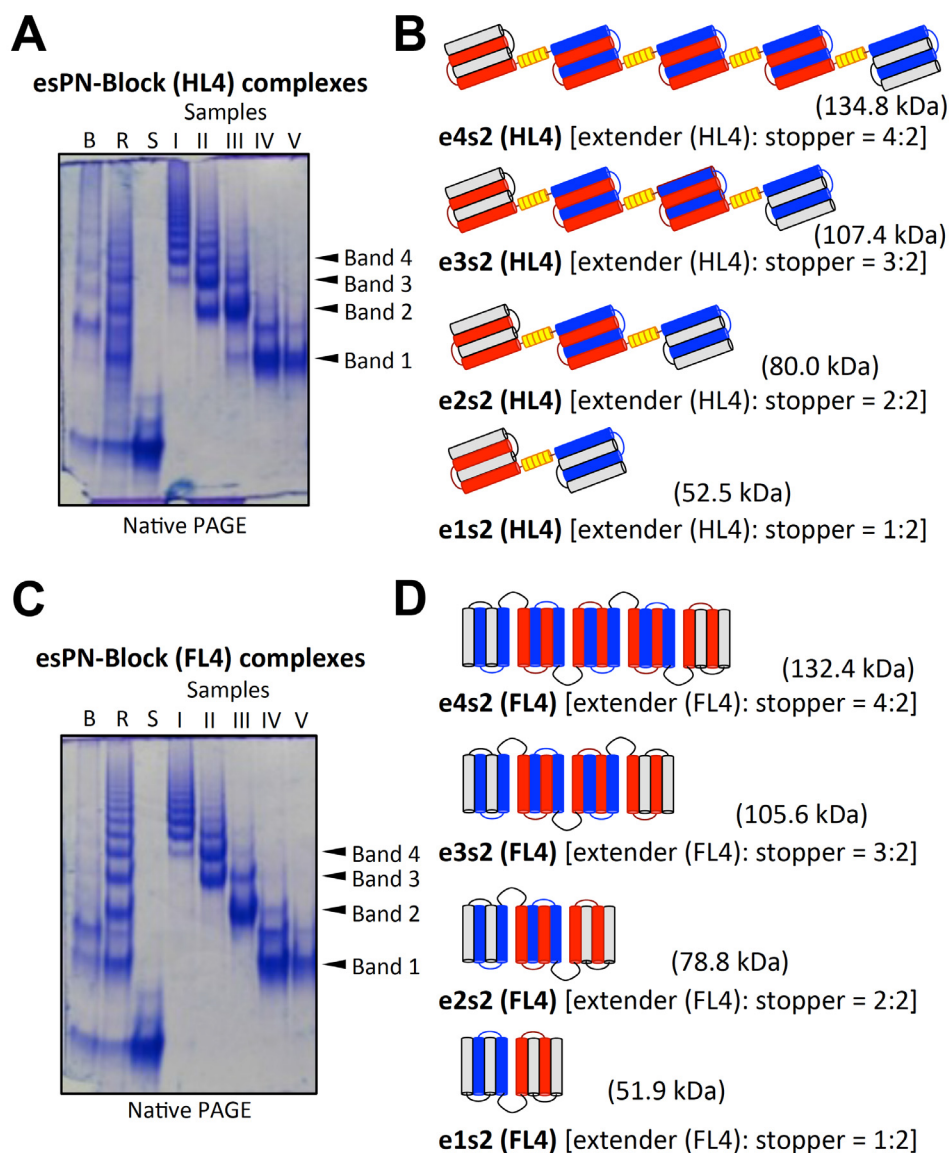 A
esPN-Block (HL4) complexes
Samples
B R S I II III IV V
Band 4
Band 3
Band 2
Band 1
Native PAGE
B
(134.8 kDa)
e4s2 (HL4) [extender (HL4): stopper = 4:2]
(107.4 kDa)
e3s2 (HL4) [extender (HL4): stopper = 3:2]
(80.0 kDa)
e2s2 (HL4) [extender (HL4): stopper = 2:2]
(52.5 kDa)
e1s2 (HL4) [extender (HL4): stopper = 1:2]
C
esPN-Block (FL4) complexes
Samples
B R S I II III IV V
Band 4
Band 3
Band 2
Band 1
Native PAGE
D
(132.4 kDa)
e4s2 (FL4) [extender (FL4): stopper = 4:2]
(105.6 kDa)
e3s2 (FL4) [extender (FL4): stopper = 3:2]
(78.8 kDa)
e2s2 (FL4) [extender (FL4): stopper = 2:2]
(51.9 kDa)
e1s2 (FL4) [extender (FL4): stopper = 1:2]